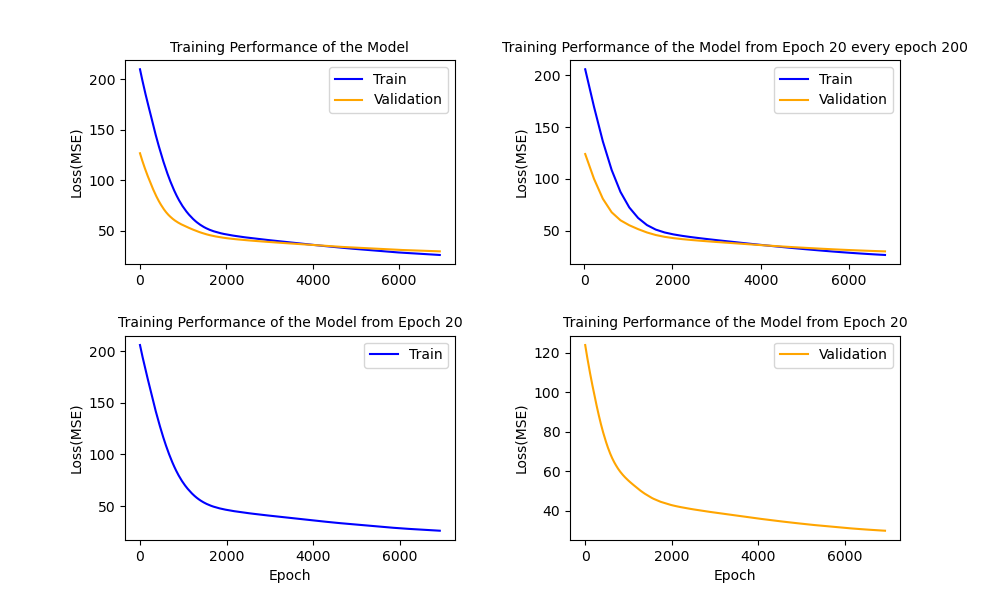 Training Performance of the Model
Training Performance of the Model from Epoch 20 every epoch 200
200
150
100
50
Loss(MSE)
Train
Validation
0
2000
4000
6000
200
150
100
50
Loss(MSE)
Train
Validation
0
2000
4000
6000
Training Performance of the Model from Epoch 20
Training Performance of the Model from Epoch 20
200
150
100
50
Loss(MSE)
Train
0
2000
4000
6000
Epoch
120
100
80
60
40
Loss(MSE)
Validation
0
2000
4000
6000
Epoch